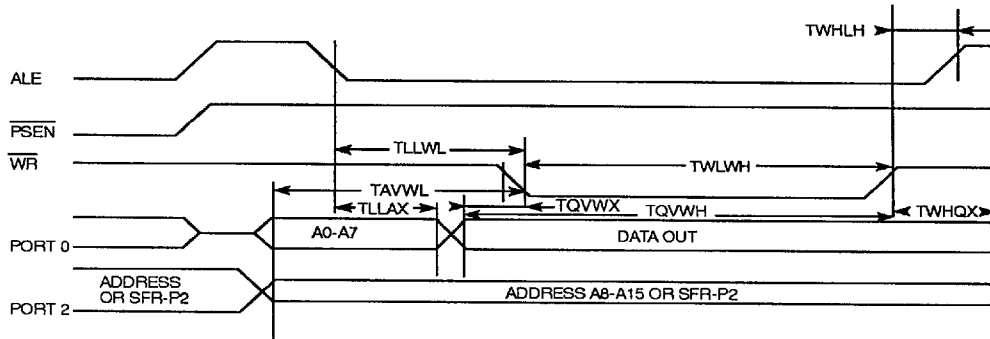 TWHLH
ALE
PSEN
WR
TLLWL
TWLWH
TAVWL
TLLAX
TQVWX
TQVWH
TWHQX
PORT 0
A0-A7
DATA OUT
ADDRESS
OR SFR-P2
PORT 2
ADDRESS A8-A15 OR SFR-P2